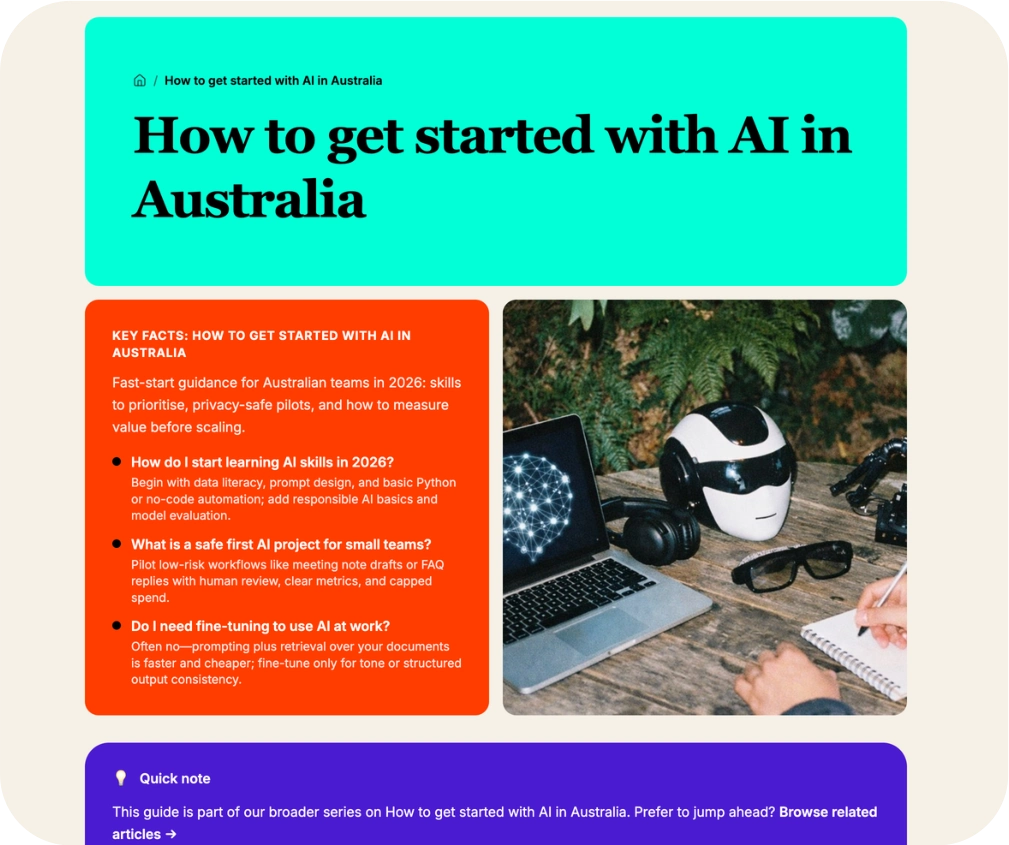 / How to get started with AI in Australia
How to get started with AI in
Australia
KEY FACTS: HOW TO GET STARTED WITH AI IN
AUSTRALIA
Fast-start guidance for Australian teams in 2026: skills
to prioritise, privacy-safe pilots, and how to measure
value before scaling.
How do I start learning AI skills in 2026?
Begin with data literacy, prompt design, and basic Python
or no-code automation; add responsible AI basics and
model evaluation.
What is a safe first AI project for small teams?
Pilot low-risk workflows like meeting note drafts or FAQ
replies with human review, clear metrics, and capped
spend.
Do I need fine-tuning to use AI at work?
Often no—prompting plus retrieval over your documents
is faster and cheaper; fine-tune only for tone or structured
output consistency.
Quick note
This guide is part of our broader series on How to get started with AI in Australia. Prefer to jump ahead? Browse related
articles →